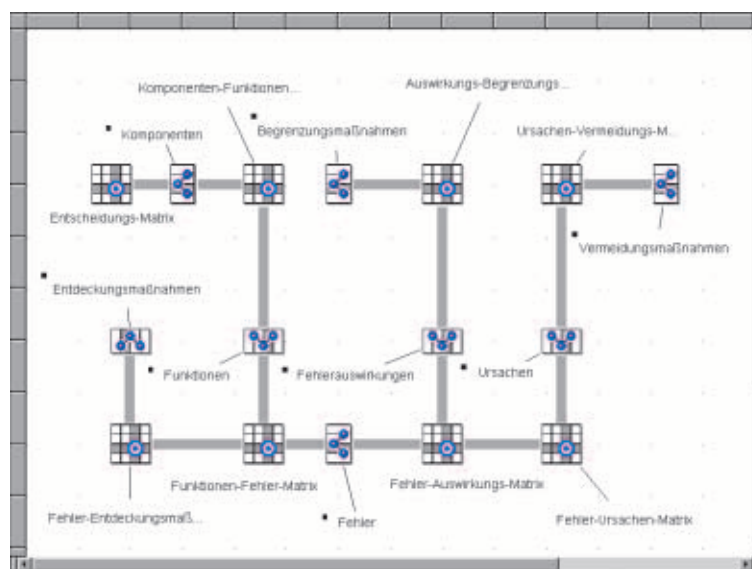 Komponenten-Funktionen...
Auswirkungs-Begrenzungs...
Komponenten
Begrenzungsmaßnahmen
Ursachen-Vermeidungs-M...
Entscheidungs-Matrix
Vermeidungsmaßnahmen
Entdeckungsmaßnahmen
Funktionen
Fehlerauswirkungen
Ursachen
Funktionen-Fehler-Matrix
Fehler-Auswirkungs-Matrix
Fehler-Entdeckungsmaß...
Fehler
Fehler-Ursachen-Matrix